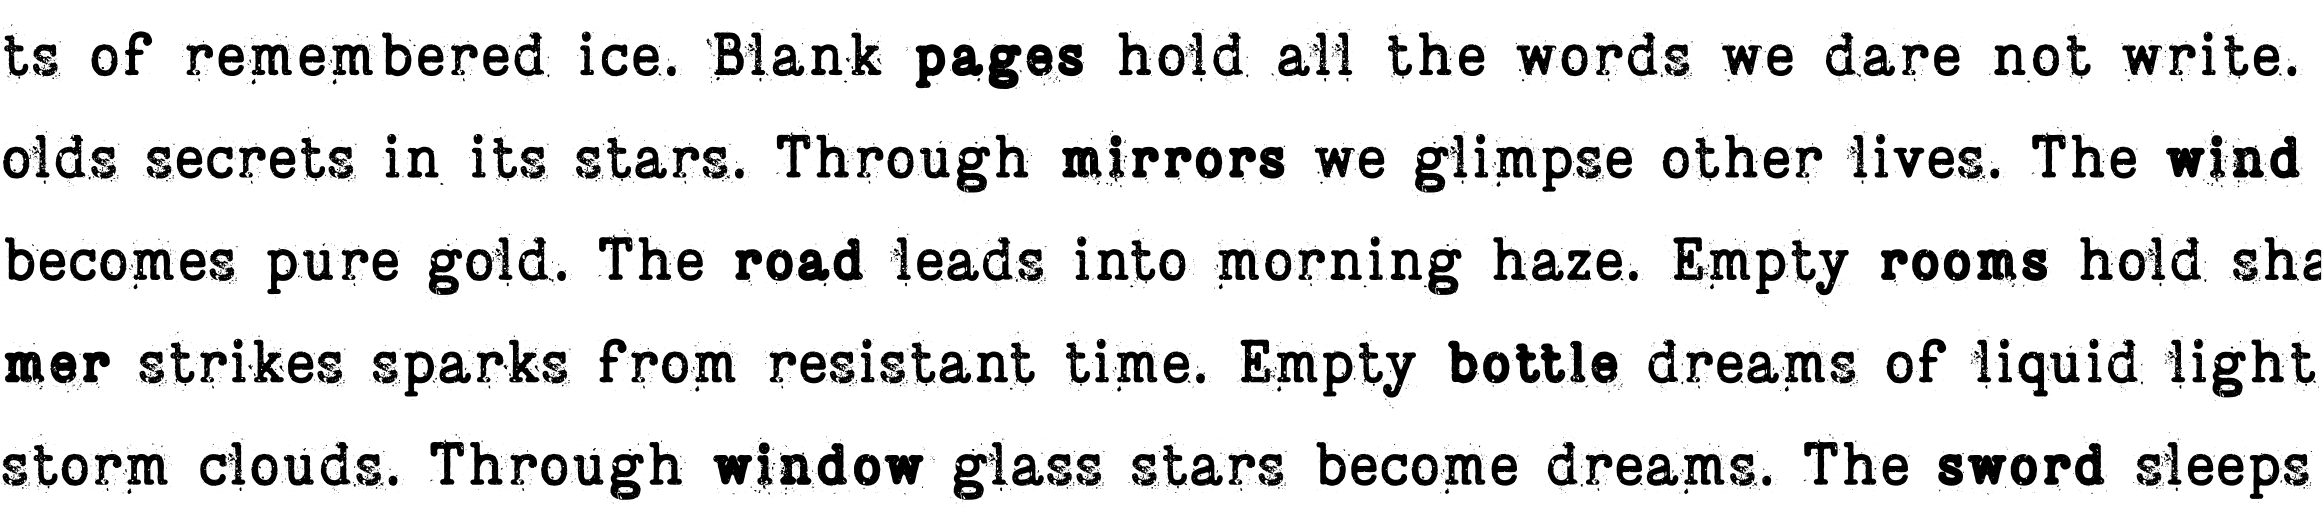 ts of remembered ice. Blank pages hold all the words we dare not write.
olds secrets in its stars. Through mirrors we glimpse other lives. The wind
becomes pure gold. The road leads into morning haze. Empty rooms hold sha
mer strikes sparks from resistant time. Empty bottle dreams of liquid light
storm clouds. Through window glass stars become dreams. The sword sleeps